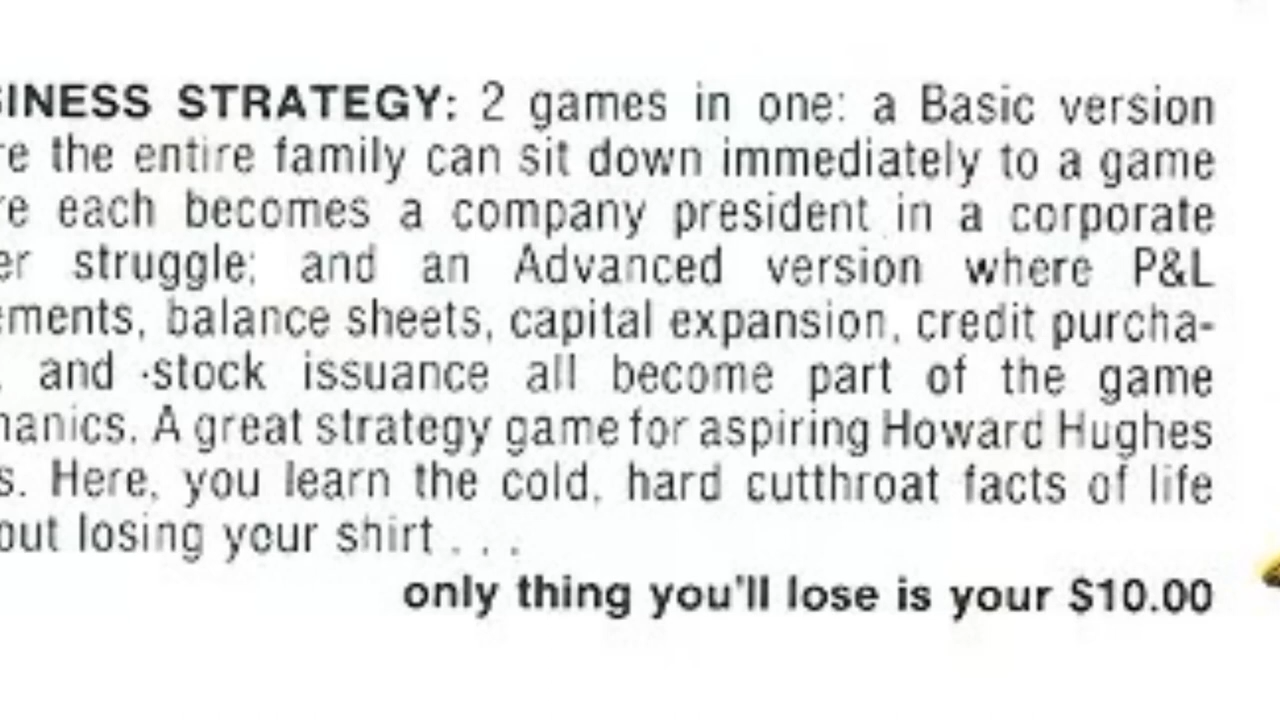 INESS STRATEGY: 2 games in one: a Basic version
re the entire family can sit down immediately to a game
re each becomes a company president in a corporate
er struggle; and an Advanced version where P&L
ements, balance sheets, capital expansion, credit purcha-
, and stock issuance all become part of the game
hanics. A great strategy game for aspiring Howard Hughes
s. Here, you learn the cold, hard cutthroat facts of life
out losing your shirt . . .
only thing you'll lose is your $10.00